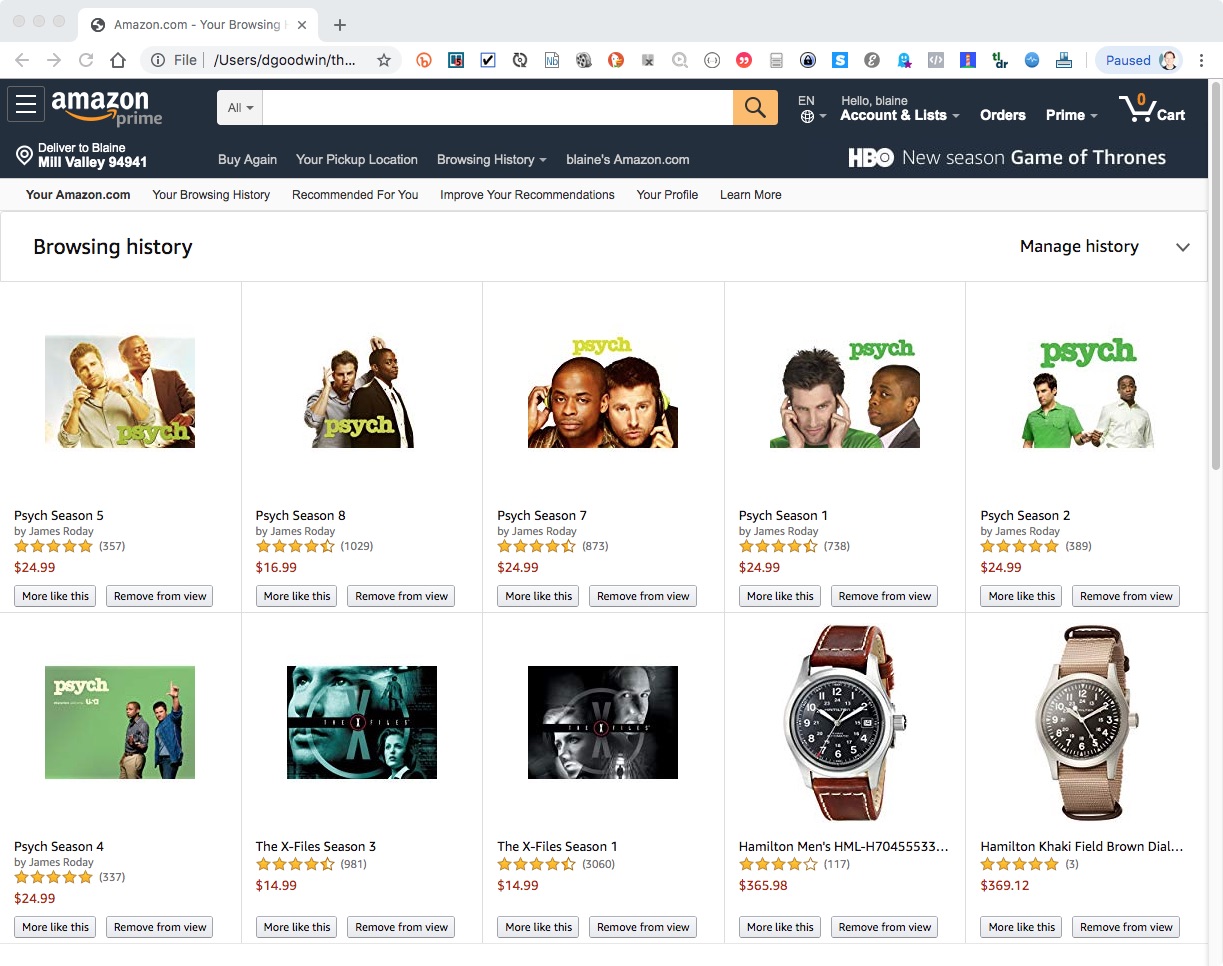 Amazon.com - Your Browsing
File /Users/dgoodwin/th... Paused
amazon prime
All
EN
Hello, blaine
Account & Lists
Orders
Prime
0
Cart
Deliver to Blaine
Mill Valley 94941
Buy Again Your Pickup Location Browsing History blaine's Amazon.com
HBO New season Game of Thrones
Your Amazon.com Your Browsing History Recommended For You Improve Your Recommendations Your Profile Learn More
Browsing history
Manage history
psych
psych
psych
psych
psych
Psych Season 5
by James Roday
(357)
$24.99
More like this Remove from view
Psych Season 8
by James Roday
(1029)
$16.99
More like this Remove from view
Psych Season 7
by James Roday
(873)
$24.99
More like this Remove from view
Psych Season 1
by James Roday
(738)
$24.99
More like this Remove from view
Psych Season 2
by James Roday
(389)
$24.99
More like this Remove from view
psych
THE X FILES
THE X FILES
Psych Season 4
by James Roday
(337)
$24.99
More like this Remove from view
The X-Files Season 3
(981)
$14.99
More like this Remove from view
The X-Files Season 1
(3060)
$14.99
More like this Remove from view
Hamilton Men's HML-H70455533...
(117)
$365.98
More like this Remove from view
Hamilton Khaki Field Brown Dial...
(3)
$369.12
More like this Remove from view